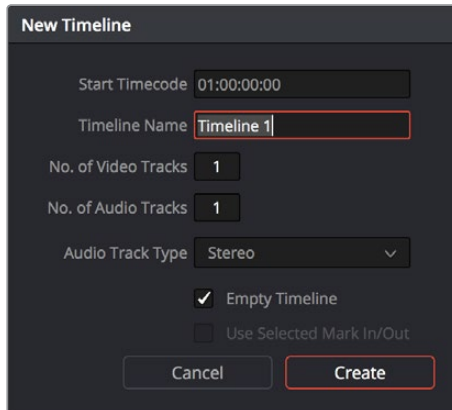 New Timeline
Start Timecode 01:00:00:00
Timeline Name Timeline 1
No. of Video Tracks 1
No. of Audio Tracks 1
Audio Track Type Stereo
Empty Timeline
Use Selected Mark In/Out
Cancel Create